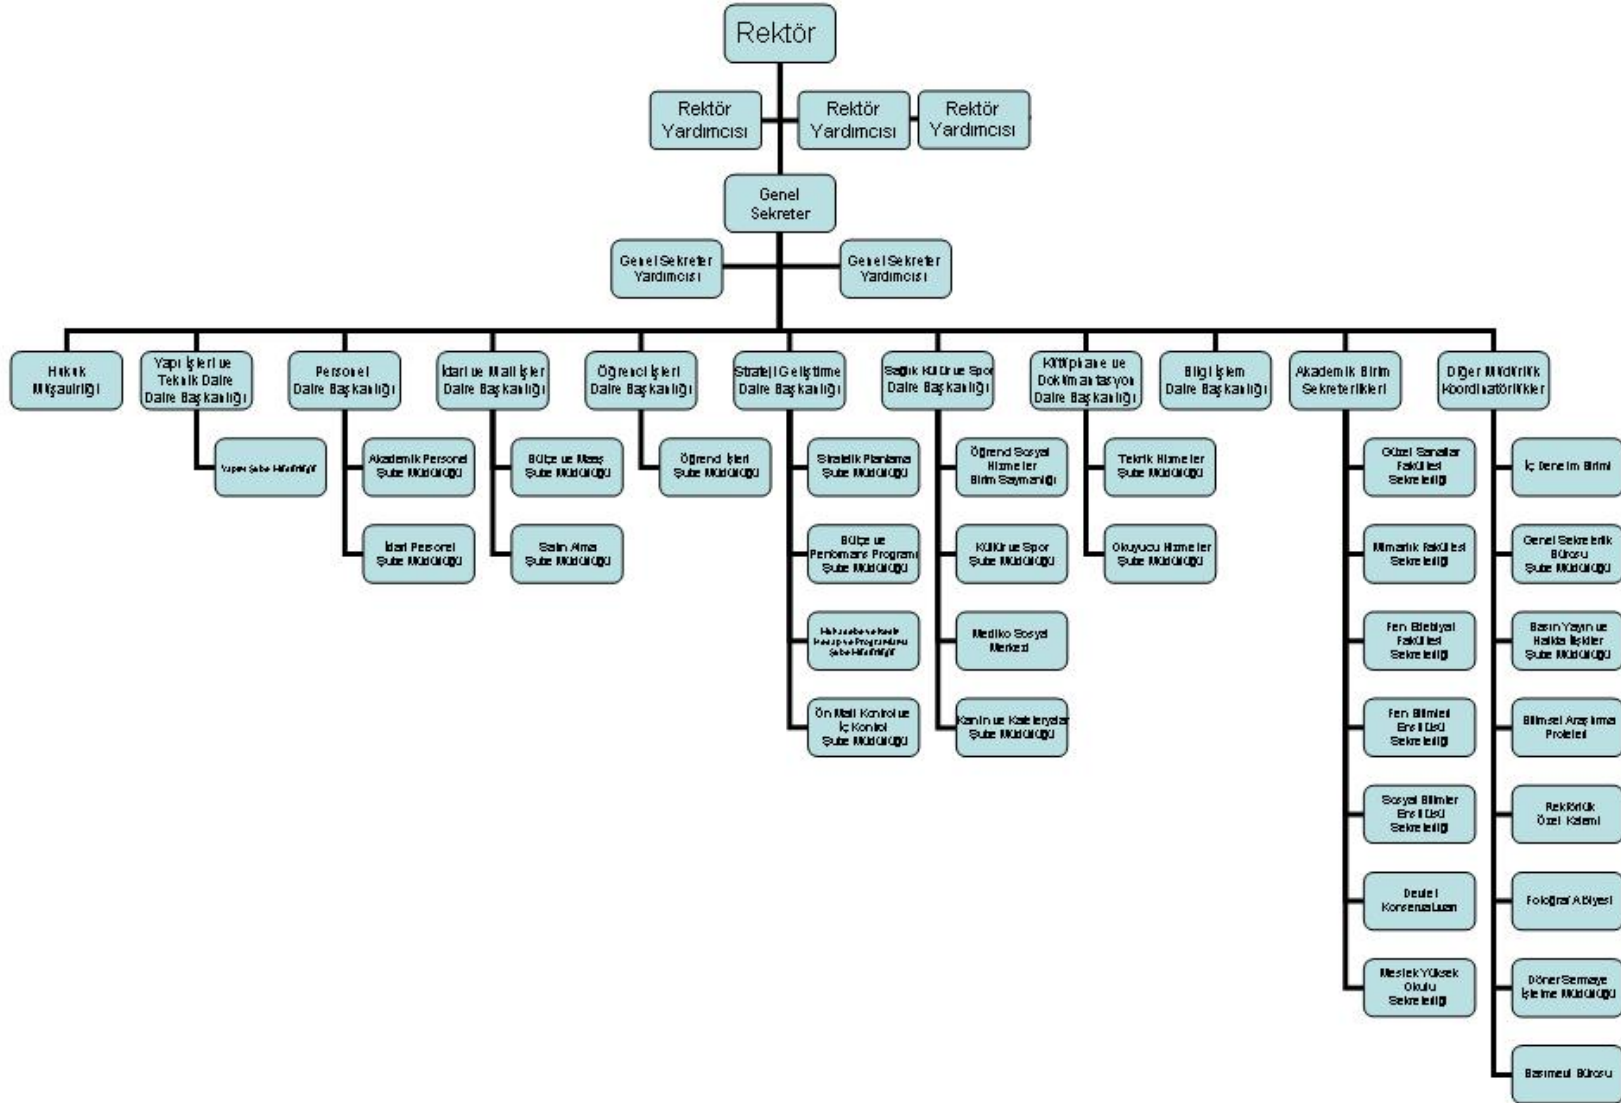 Rektör
Rektör
Yardımcısı
Rektör
Yardımcısı
Rektör
Yardımcısı
Genel
Sekreter
Genel Sekreter
Yardımcısı
Genel Sekreter
Yardımcısı
Hukuk
Müşavirliği
Yapı İşleri ve
Teknik Daire
Daire Başkanlığı
Personel
Daire Başkanlığı
İdari ve Mali İşler
Daire Başkanlığı
Öğrenci İşleri
Daire Başkanlığı
Strateji Geliştirme
Daire Başkanlığı
Sağlık Kültür ve Spor
Daire Başkanlığı
Kütüphane ve
Dokümantasyon
Daire Başkanlığı
Bilgi İşlem
Daire Başkanlığı
Akademik Birim
Sekreterlikleri
Diğer Müdürlük
Koordinatörlükler
Yapım Şube Müdürlüğü
Akademik Personel
Şube Müdürlüğü
Bütçe ve Maaş
Şube Müdürlüğü
Öğrenci İşleri
Şube Müdürlüğü
Stratejik Planlama
Şube Müdürlüğü
Öğrenci Sosyal
Hizmetler
Birim Saymanlığı
Teknik Hizmetler
Şube Müdürlüğü
Güzel Sanatlar
Fakültesi
Sekreterliği
İç Denetim Birimi
İdari Personel
Şube Müdürlüğü
Satın Alma
Şube Müdürlüğü
Bütçe ve
Performans Programı
Şube Müdürlüğü
Kültür ve Spor
Şube Müdürlüğü
Okuyucu Hizmetler
Şube Müdürlüğü
Mimarlık Fakültesi
Sekreterliği
Genel Sekreterlik
Bürosu
Şube Müdürlüğü
Şube Müdürlüğü
Mediko Sosyal
Merkezi
Fen Edebiyat
Fakültesi
Sekreterliği
Basın Yayın ve
Halkla İlişkiler
Şube Müdürlüğü
Ön Mali Kontrol ve
İç Kontrol
Şube Müdürlüğü
Kantin ve Kafeteryalar
Şube Müdürlüğü
Fen Bilimleri
Enstitüsü
Sekreterliği
Bilimsel Araştırma
Projeleri
Sosyal Bilimler
Enstitüsü
Sekreterliği
Rektörlük
Özel Kalemi
Devlet
Konservatuarı
Fotoğraf Atölyesi
Meslek Yüksek
Okulu
Sekreterliği
Döner Sermaye
İşletme Müdürlüğü
Basımevi Bürosu